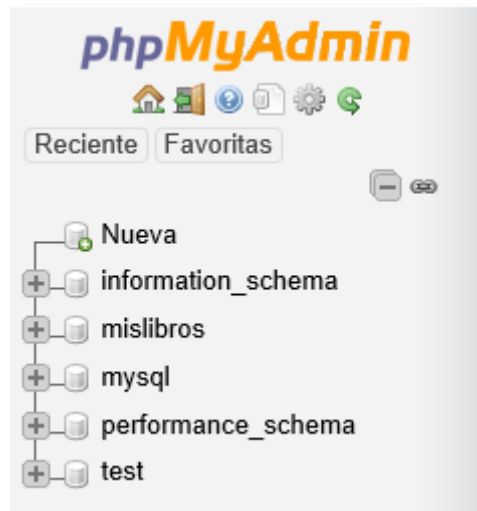 phpMyAdmin
Reciente Favoritas
Nueva
information_schema
mislibros
mysql
performance_schema
test